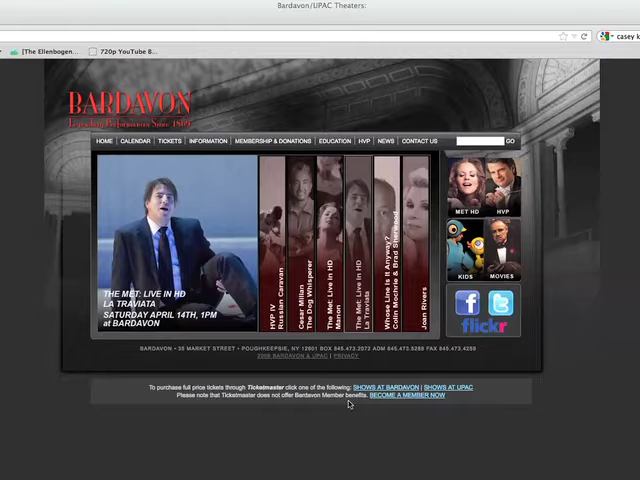 Bardavon/UPAC Theaters:
casey k
[The Ellenbogen...
720p YouTube B...
BARDAVON
Legendary Performances Since 1869
HOME | CALENDAR | TICKETS | INFORMATION | MEMBERSHIP & DONATIONS | EDUCATION | HVP | NEWS | CONTACT US
GO
THE MET: LIVE IN HD
LA TRAVIATA
SATURDAY APRIL 14TH, 1PM
at BARDAVON
HVP IV
Russian Caravan
Cesar Millan
The Dog Whisperer
The Met: Live in HD
Manon
The Met: Live in HD
La Traviata
Whose Line Is It Anyway?
Colin Mochrie & Brad Sherwood
Joan Rivers
MET HD
HVP
KIDS
MOVIES
flickr
BARDAVON • 35 MARKET STREET • POUGHKEEPSIE, NY 12601 BOX 845.473.2072 ADM 845.473.5288 FAX 845.473.4259
2009 BARDAVON & UPAC | PRIVACY
To purchase full price tickets through Ticketmaster click one of the following: SHOWS AT BARDAVON | SHOWS AT UPAC
Please note that Ticketmaster does not offer Bardavon Member benefits. BECOME A MEMBER NOW